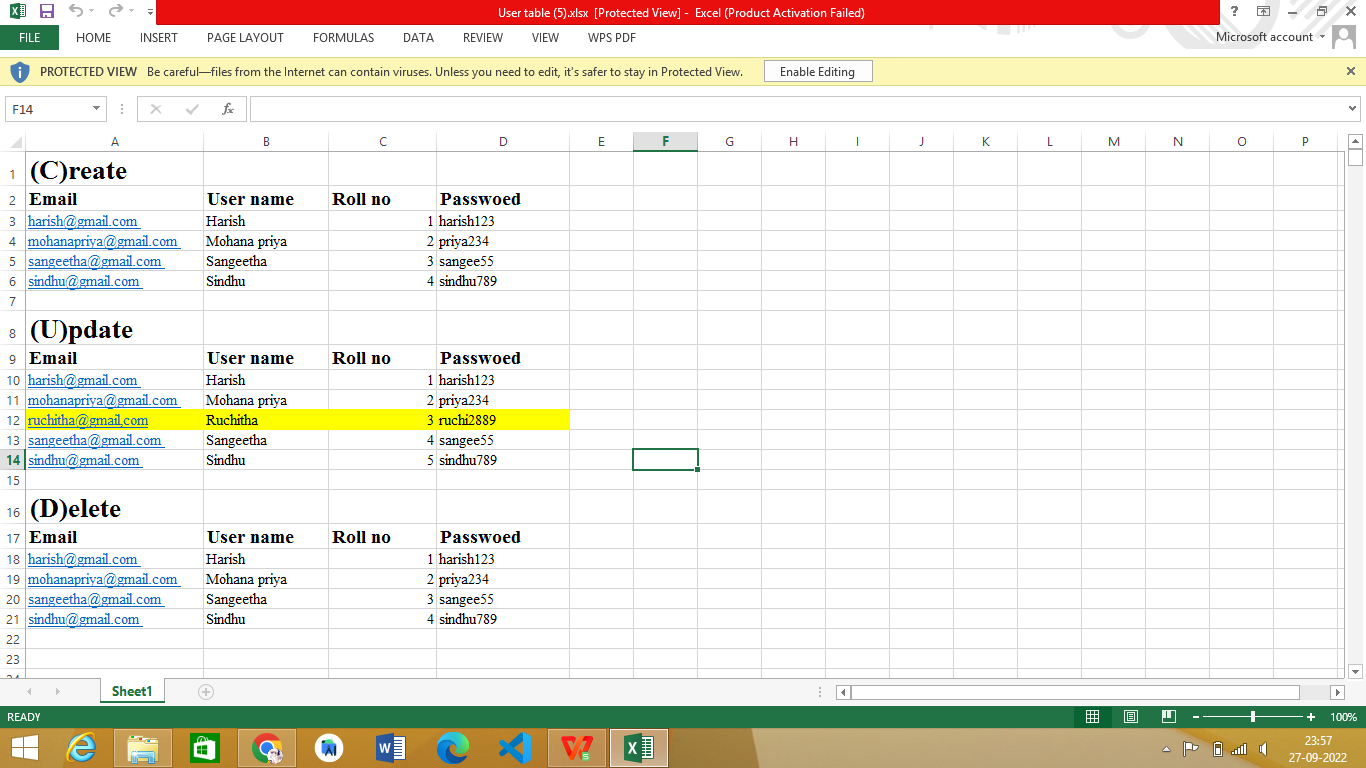 User table (5).xlsx [Protected View] - Excel (Product Activation Failed)
FILE HOME INSERT PAGE LAYOUT FORMULAS DATA REVIEW VIEW WPS PDF Microsoft account
PROTECTED VIEW Be careful—files from the Internet can contain viruses. Unless you need to edit, it's safer to stay in Protected View. Enable Editing
F14 fx
A B C D E F G H I J K L M N O P
1 (C)reate
2 Email User name Roll no Passwoed
3 harish@gmail.com Harish 1 harish123
4 mohanapriya@gmail.com Mohana priya 2 priya234
5 sangeetha@gmail.com Sangeetha 3 sangee55
6 sindhu@gmail.com Sindhu 4 sindhu789
7
8 (U)pdate
9 Email User name Roll no Passwoed
10 harish@gmail.com Harish 1 harish123
11 mohanapriya@gmail.com Mohana priya 2 priya234
12 ruchitha@gmail,com Ruchitha 3 ruchi2889
13 sangeetha@gmail.com Sangeetha 4 sangee55
14 sindhu@gmail.com Sindhu 5 sindhu789
15
16 (D)elete
17 Email User name Roll no Passwoed
18 harish@gmail.com Harish 1 harish123
19 mohanapriya@gmail.com Mohana priya 2 priya234
20 sangeetha@gmail.com Sangeetha 3 sangee55
21 sindhu@gmail.com Sindhu 4 sindhu789
22
23
Sheet1
READY 100%
23:57
27-09-2022